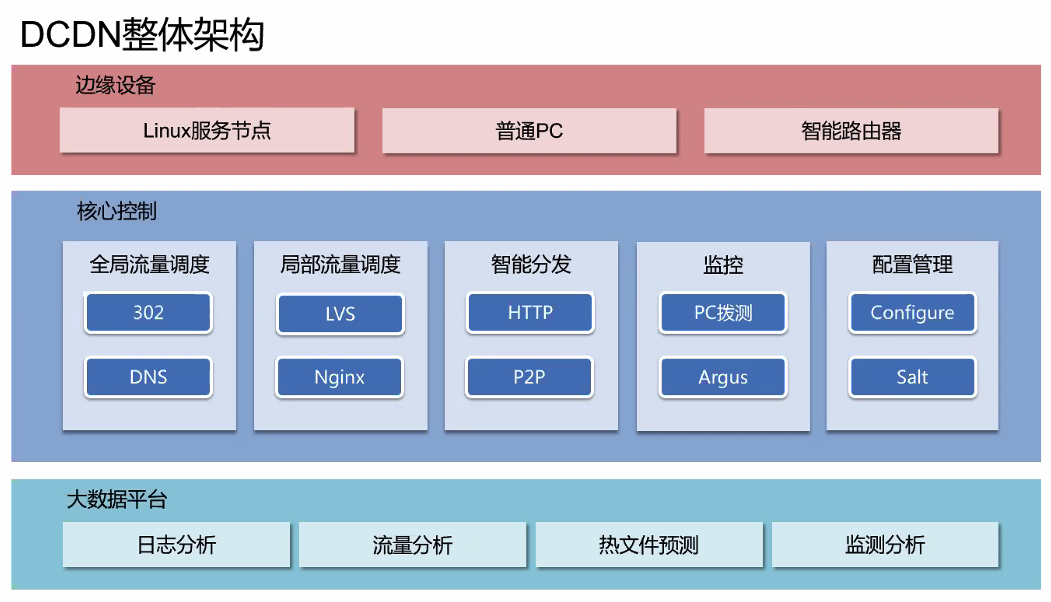 DCDN整体架构
边缘设备
Linux服务节点
普通PC
智能路由器
核心控制
全局流量调度
302
DNS
局部流量调度
LVS
Nginx
智能分发
HTTP
P2P
监控
PC拨测
Argus
配置管理
Configure
Salt
大数据平台
日志分析
流量分析
热文件预测
监测分析